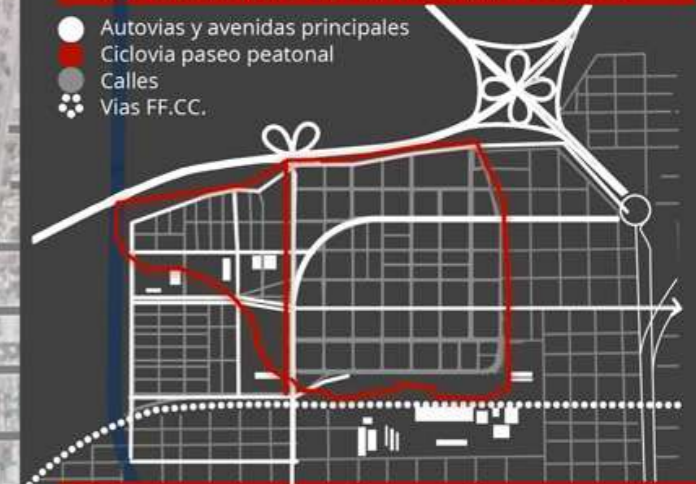 Autovias y avenidas principales
Ciclovia paseo peatonal
Calles
Vias FF.CC.